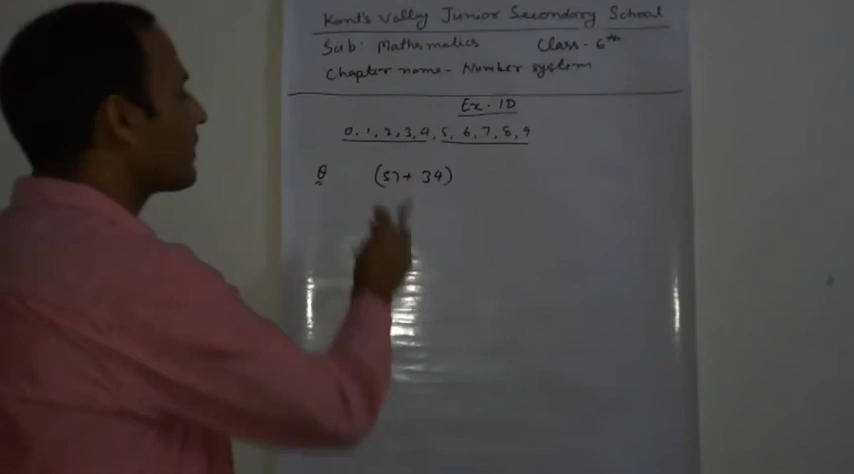 Kant's Valley Junior Secondary School
Sub: Mathematics Class - 6th
Chapter name - Number system
Ex - 1D
0, 1, 2, 3, 4, 5, 6, 7, 8, 9
θ (57+ 34)